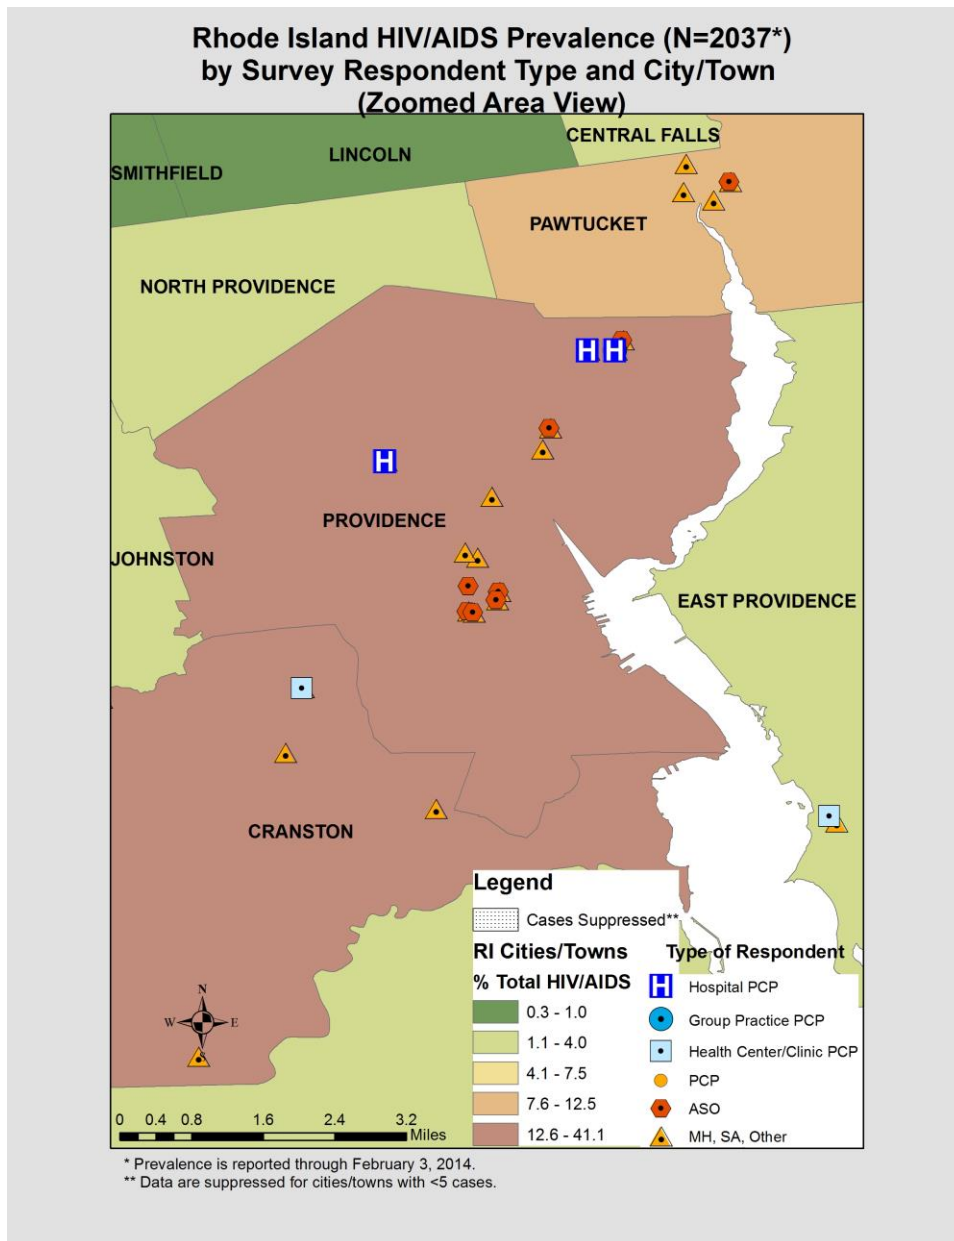 Rhode Island HIV/AIDS Prevalence (N=2037*)
by Survey Respondent Type and City/Town
(Zoomed Area View)
CENTRAL FALLS
LINCOLN
SMITHFIELD
PAWTUCKET
NORTH PROVIDENCE
H H
H
PROVIDENCE
JOHNSTON
EAST PROVIDENCE
CRANSTON
Legend
Cases Suppressed**
RI Cities/Towns
% Total HIV/AIDS
0.3 - 1.0
1.1 - 4.0
4.1 - 7.5
7.6 - 12.5
12.6 - 41.1
Type of Respondent
H Hospital PCP
Group Practice PCP
Health Center/Clinic PCP
PCP
ASO
MH, SA, Other
N
W E
S
0 0.4 0.8 1.6 2.4 3.2
Miles
* Prevalence is reported through February 3, 2014.
** Data are suppressed for cities/towns with <5 cases.